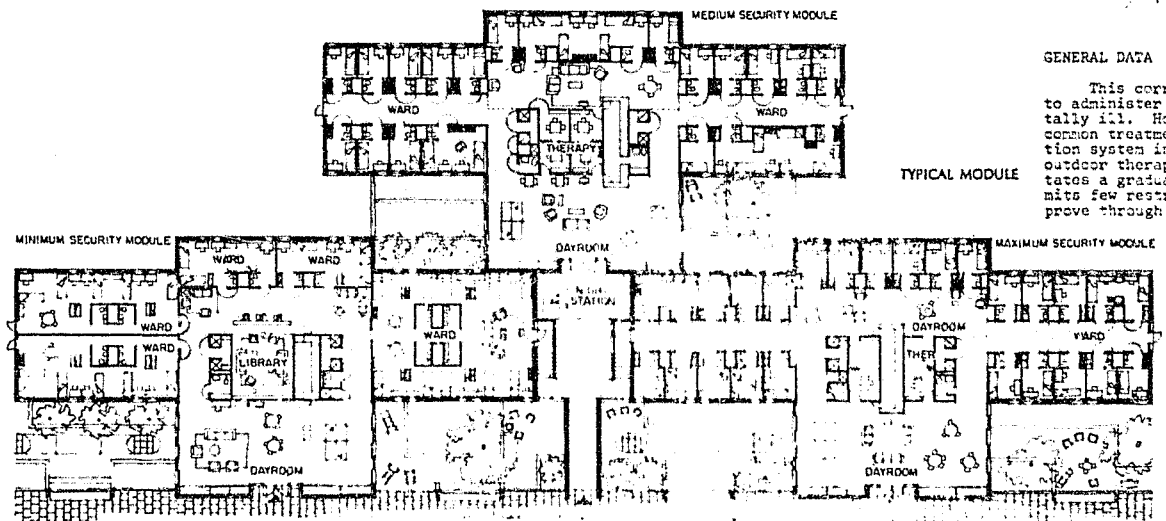 MEDIUM SECURITY MODULE
GENERAL DATA
This corr
to administer
tally ill. Ho
common treatme
tion system in
outdoor therap
tates a gradua
mits few restr
prove through
TYPICAL MODULE
WARD
WARD
THERAPY
DAYROOM
MINIMUM SECURITY MODULE
MAXIMUM SECURITY MODULE
WARD
WARD
STATION
WARD
WARD
WARD
LIBRARY
DAYROOM
THER
WARD
DAYROOM
DAYROOM